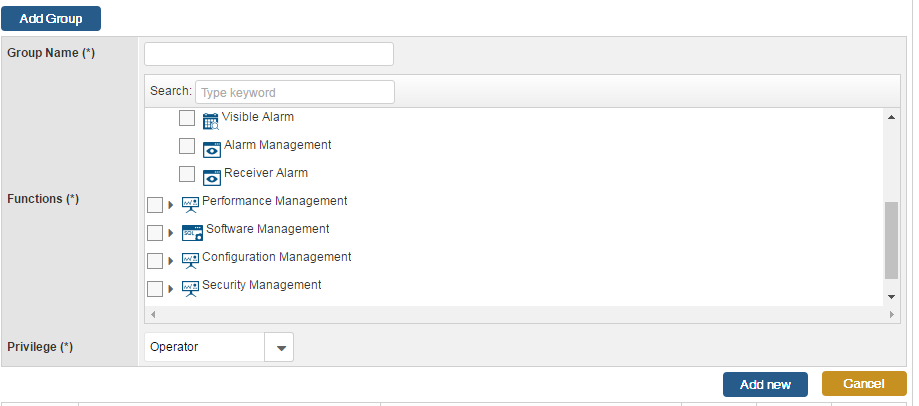 Add Group
Group Name (*)
Search: Type keyword
Visible Alarm
Alarm Management
Receiver Alarm
Functions (*)
Performance Management
SQL
Software Management
Configuration Management
Security Management
Privilege (*)
Operator
Add new Cancel